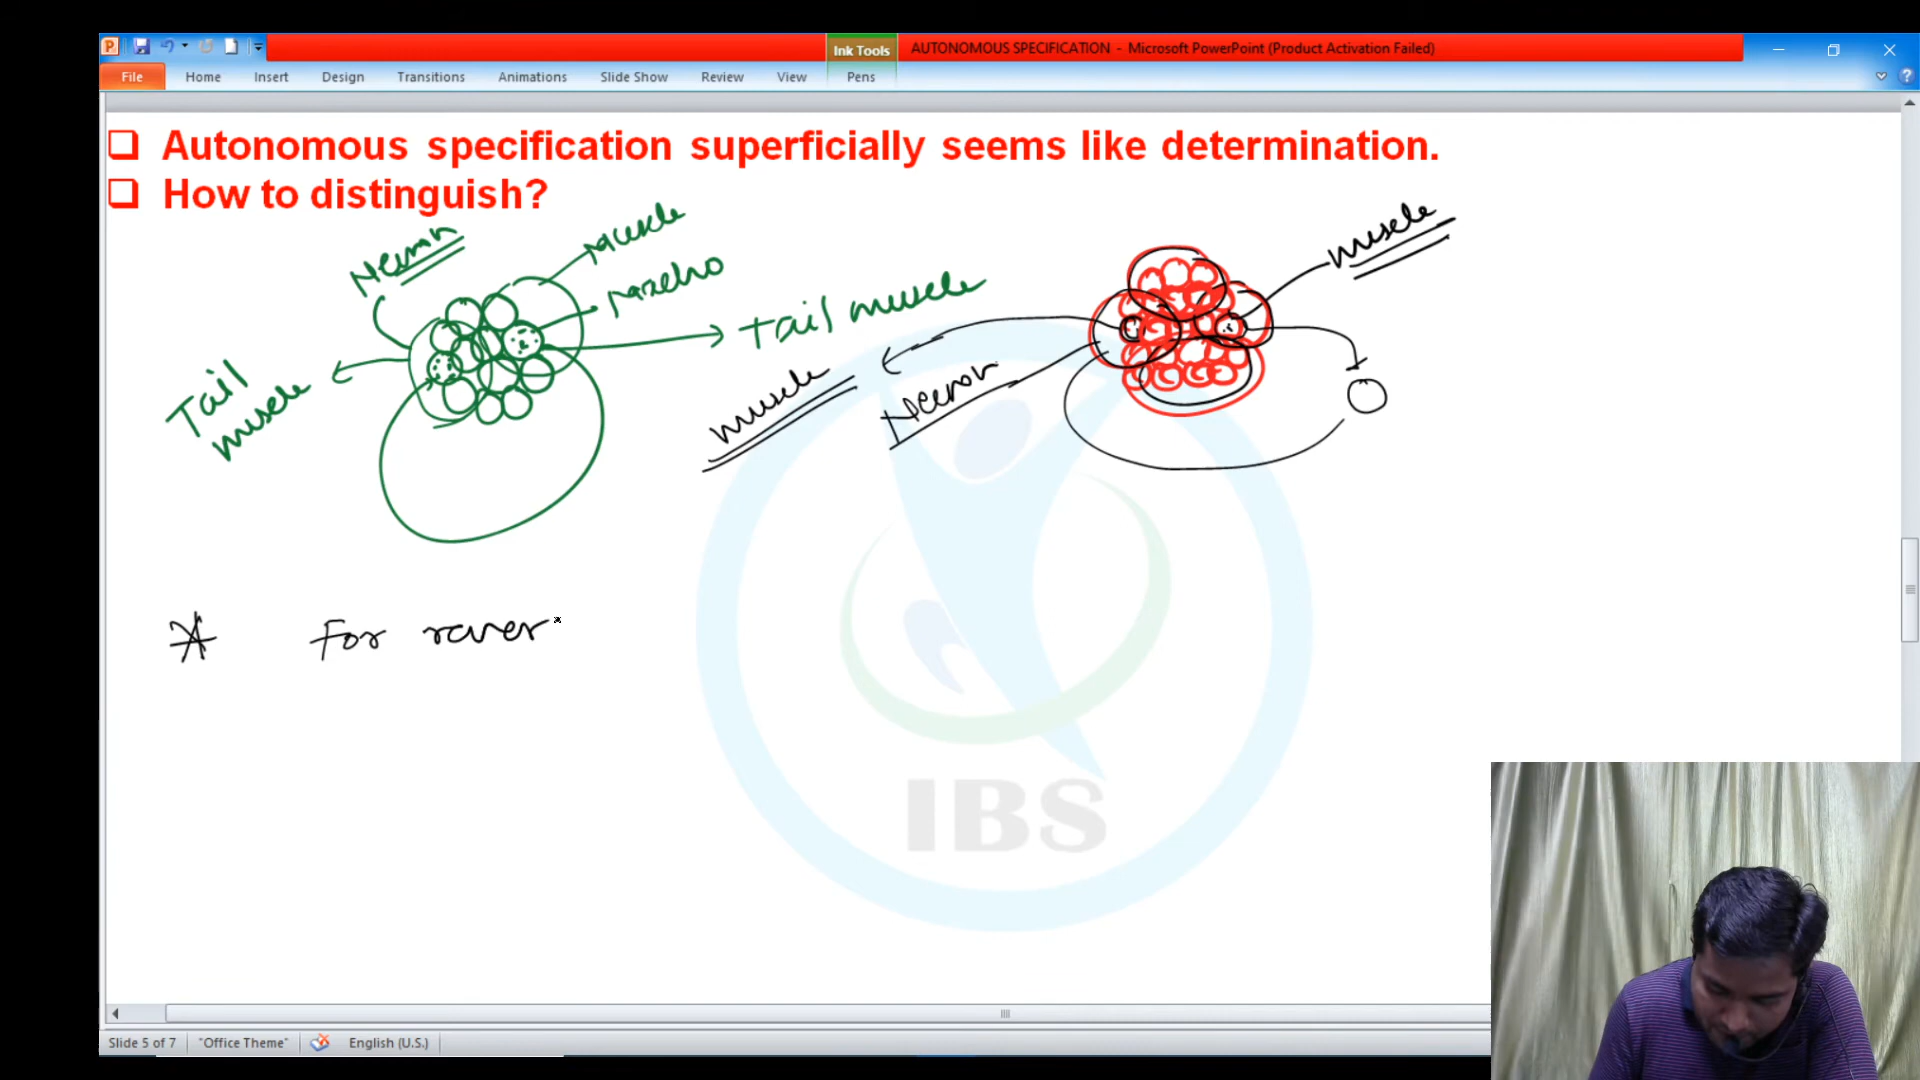 Ink Tools
AUTONOMOUS SPECIFICATION - Microsoft PowerPoint (Product Activation Failed)
File Home Insert Design Transitions Animations Slide Show Review View Pens
Autonomous specification superficially seems like determination.
How to distinguish?
Neuron
muscle
Tail muscle
Tail
muscle
muscle
Neuron
muscle
For rever
IBS
Slide 5 of 7
"Office Theme"
English (U.S.)